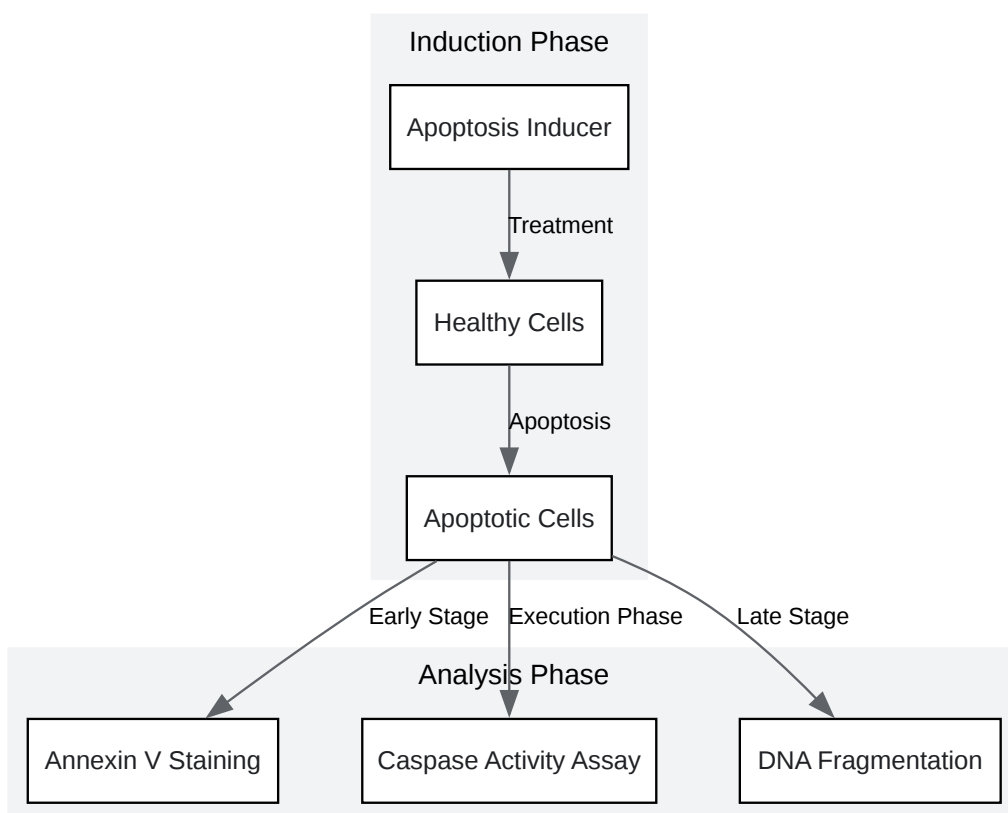 Induction Phase
Apoptosis Inducer
Treatment
Healthy Cells
Apoptosis
Apoptotic Cells
Early Stage
Execution Phase
Late Stage
Analysis Phase
Annexin V Staining
Caspase Activity Assay
DNA Fragmentation